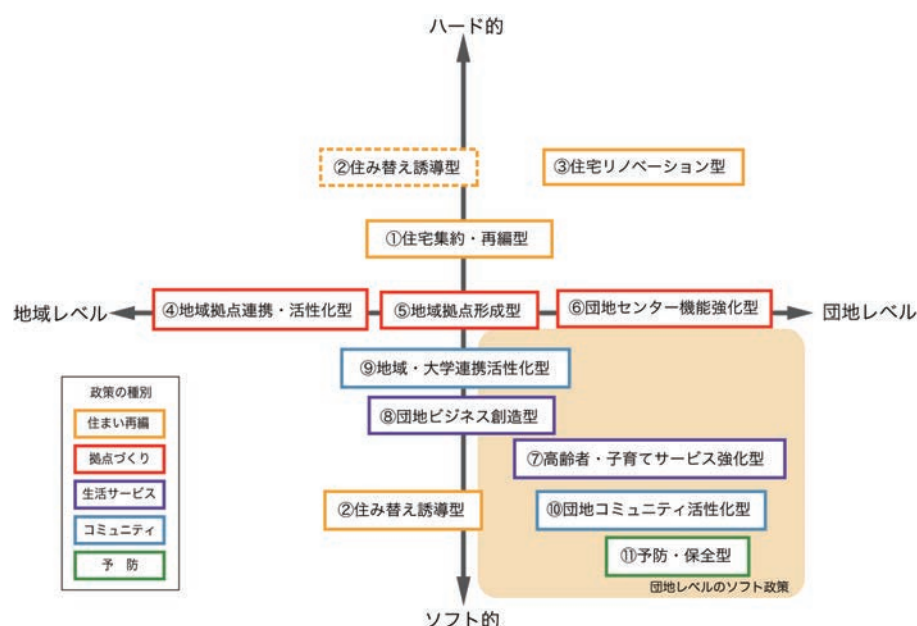 ハード的
②住み替え誘導型
③住宅リノベーション型
①住宅集約・再編型
地域レベル
④地域拠点連携・活性化型
⑤地域拠点形成型
⑥団地センター機能強化型
団地レベル
⑨地域・大学連携活性化型
⑧団地ビジネス創造型
⑦高齢者・子育てサービス強化型
②住み替え誘導型
⑩団地コミュニティ活性化型
⑪予防・保全型
団地レベルのソフト政策
ソフト的
政策の種別
住まい再編
拠点づくり
生活サービス
コミュニティ
予 防